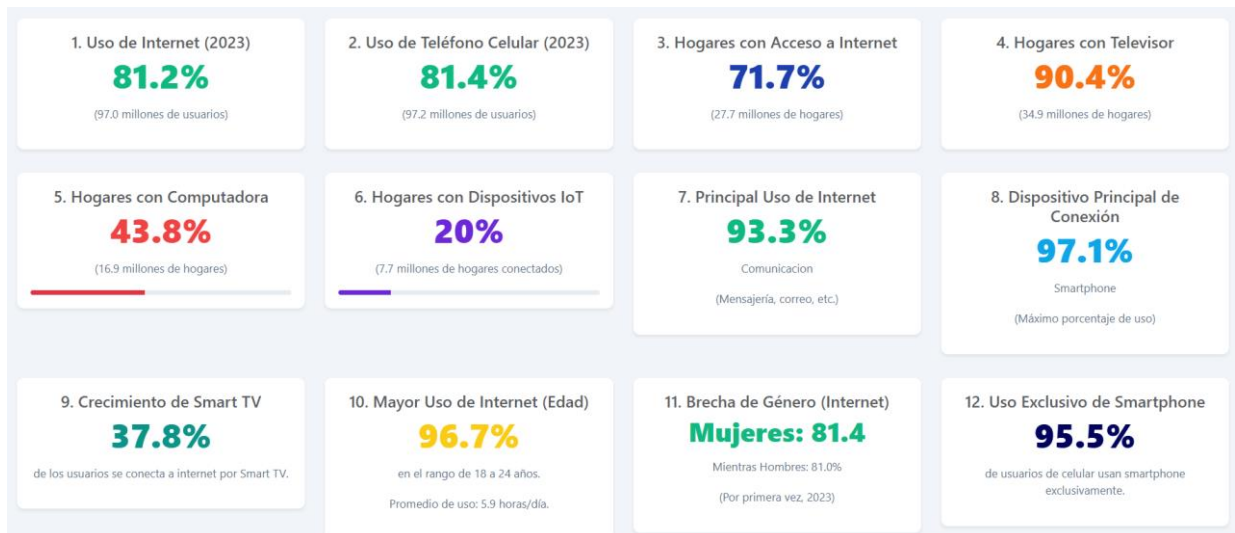 1. Uso de Internet (2023)
81.2%
(97.0 millones de usuarios)
2. Uso de Teléfono Celular (2023)
81.4%
(97.2 millones de usuarios)
3. Hogares con Acceso a Internet
71.7%
(27.7 millones de hogares)
4. Hogares con Televisor
90.4%
(34.9 millones de hogares)
5. Hogares con Computadora
43.8%
(16.9 millones de hogares)
6. Hogares con Dispositivos IoT
20%
(7.7 millones de hogares conectados)
7. Principal Uso de Internet
93.3%
Comunicacion
(Mensajería, correo, etc.)
8. Dispositivo Principal de
Conexión
97.1%
Smartphone
(Máximo porcentaje de uso)
9. Crecimiento de Smart TV
37.8%
de los usuarios se conecta a internet por Smart TV.
10. Mayor Uso de Internet (Edad)
96.7%
en el rango de 18 a 24 años.
Promedio de uso: 5.9 horas/día.
11. Brecha de Género (Internet)
Mujeres: 81.4
Mientras Hombres: 81.0%
(Por primera vez, 2023)
12. Uso Exclusivo de Smartphone
95.5%
de usuarios de celular usan smartphone
exclusivamente.